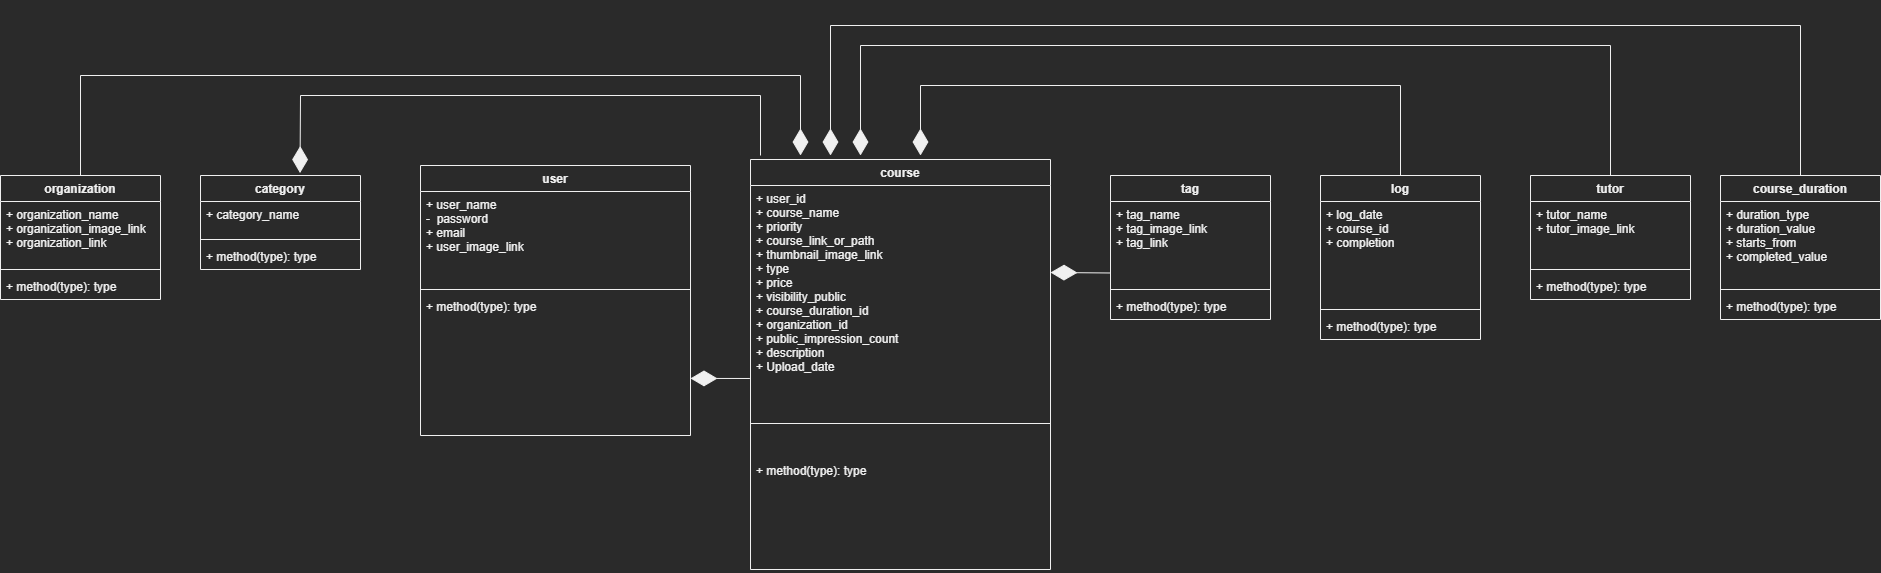 organization
+ organization_name
+ organization_image_link
+ organization_link
+ method(type): type
category
+ category_name
+ method(type): type
user
+ user_name
-  password
+ email
+ user_image_link
+ method(type): type
course
+ user_id
+ course_name
+ priority
+ course_link_or_path
+ thumbnail_image_link
+ type
+ price
+ visibility_public
+ course_duration_id
+ organization_id
+ public_impression_count
+ description
+ Upload_date
+ method(type): type
tag
+ tag_name
+ tag_image_link
+ tag_link
+ method(type): type
log
+ log_date
+ course_id
+ completion
+ method(type): type
tutor
+ tutor_name
+ tutor_image_link
+ method(type): type
course_duration
+ duration_type
+ duration_value
+ starts_from
+ completed_value
+ method(type): type